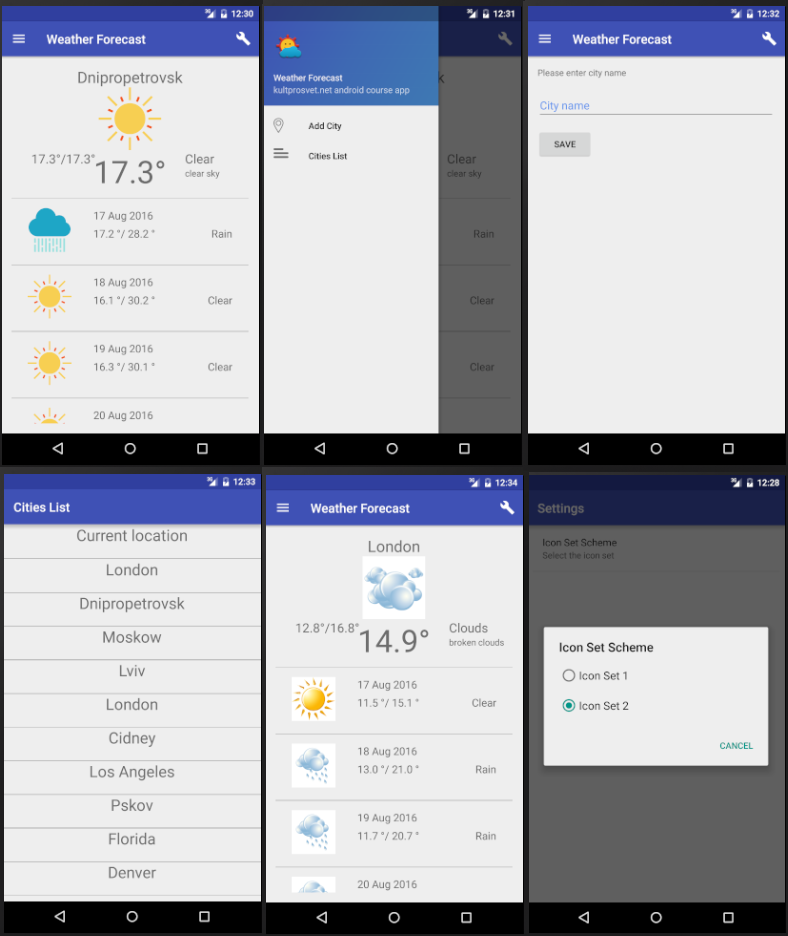 12:30
Weather Forecast
Dnipropetrovsk
17.3°/17.3° 17.3° Clear
clear sky
17 Aug 2016
17.2 °/ 28.2 ° Rain
18 Aug 2016
16.1 °/ 30.2 ° Clear
19 Aug 2016
16.3 °/ 30.1 ° Clear
20 Aug 2016
12:31
Weather Forecast
kultprosvet.net android course app
k
Add City
Cities List
Clear
clear sky
Rain
Clear
Clear
12:32
Weather Forecast
Please enter city name
City name
SAVE
12:33
Cities List
Current location
London
Dnipropetrovsk
Moskow
Lviv
London
Cidney
Los Angeles
Pskov
Florida
Denver
12:34
Weather Forecast
London
12.8°/16.8° 14.9° Clouds
broken clouds
17 Aug 2016
11.5 °/ 15.1 ° Clear
18 Aug 2016
13.0 °/ 21.0 ° Rain
19 Aug 2016
11.7 °/ 20.7 ° Rain
20 Aug 2016
12:28
Settings
Icon Set Scheme
Select the icon set
Icon Set Scheme
Icon Set 1
Icon Set 2
CANCEL